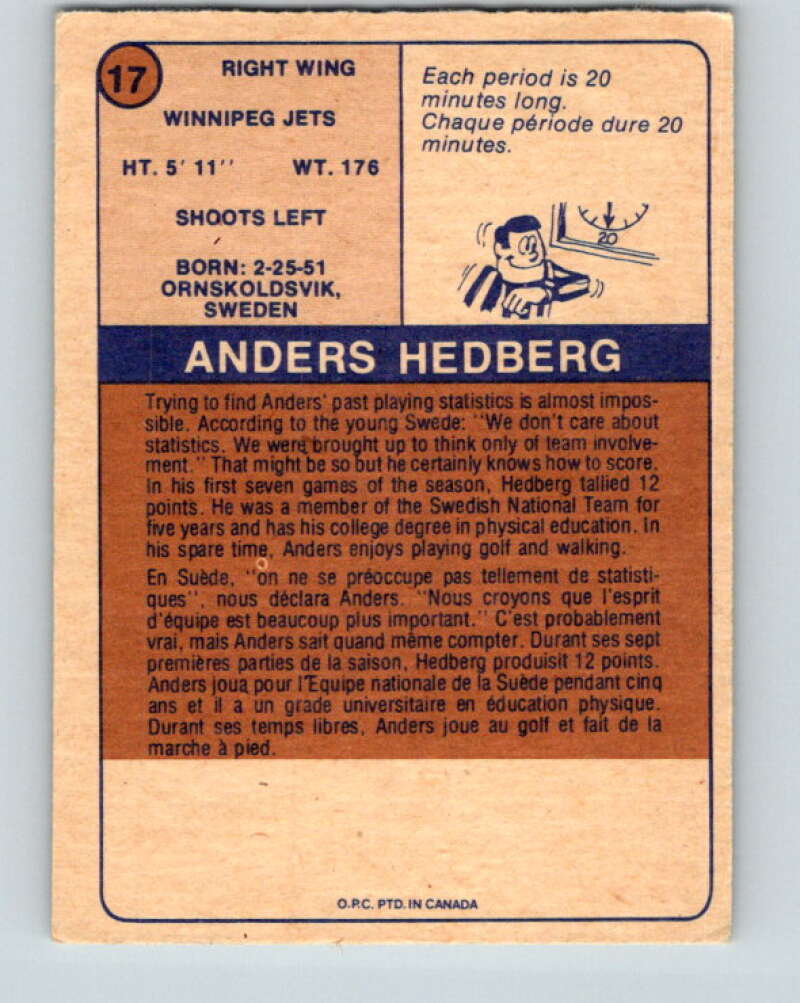 17
RIGHT WING
WINNIPEG JETS
HT. 5' 11'' WT. 176
SHOOTS LEFT
BORN: 2-25-51
ORNSKOLDSVIK,
SWEDEN
Each period is 20
minutes long.
Chaque période dure 20
minutes.
20
ANDERS HEDBERG
Trying to find Anders' past playing statistics is almost impos-
sible. According to the young Swede: "We don't care about
statistics. We were brought up to think only of team involve-
ment." That might be so but he certainly knows how to score.
In his first seven games of the season, Hedberg tallied 12
points. He was a member of the Swedish National Team for
five years and has his college degree in physical education. In
his spare time, Anders enjoys playing golf and walking.
En Suède, "on ne se préoccupe pas tellement de statisti-
ques", nous déclara Anders. "Nous croyons que l'esprit
d'équipe est beaucoup plus important." C'est probablement
vrai, mais Anders sait quand même compter. Durant ses sept
premières parties de la saison, Hedberg produisit 12 points.
Anders joua pour l'Equipe nationale de la Suède pendant cinq
ans et il a un grade universitaire en éducation physique.
Durant ses temps libres, Anders joue au golf et fait de la
marche à pied.
O.P.C. PTD. IN CANADA